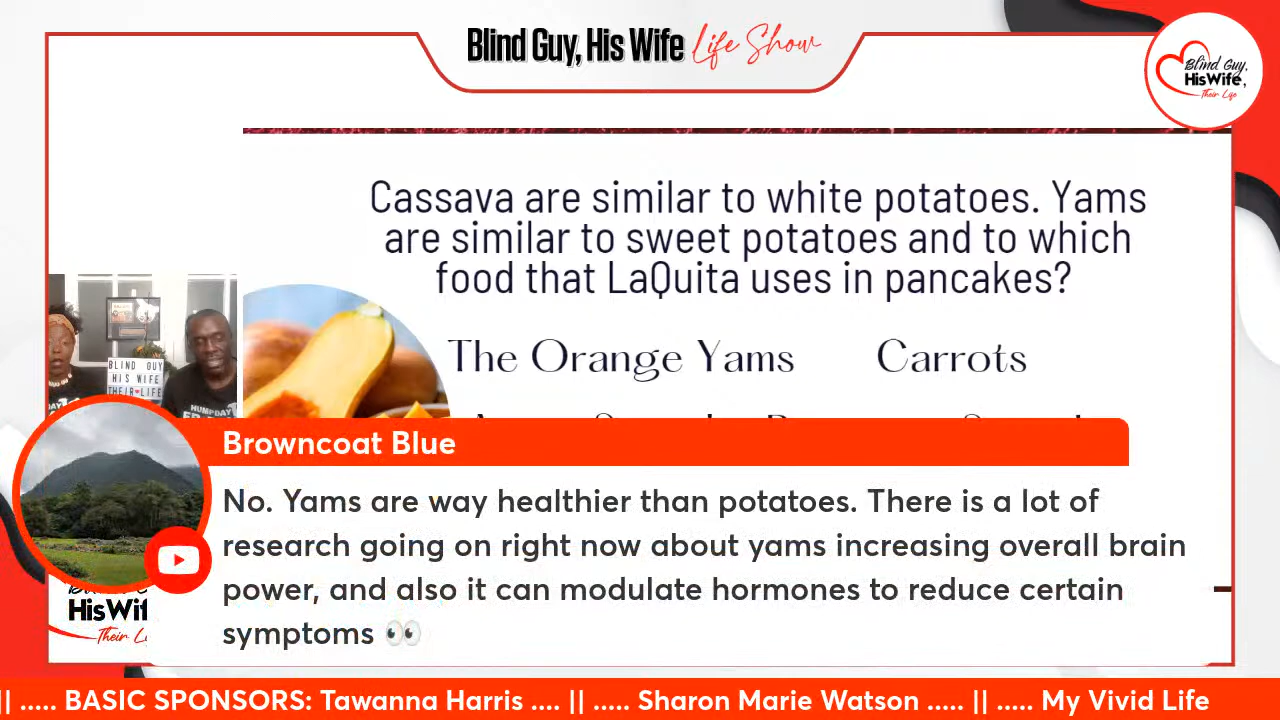 Blind Guy, His Wife Life Show
Blind Guy,
HisWife,
Their Life
Cassava are similar to white potatoes. Yams
are similar to sweet potatoes and to which
food that LaQuita uses in pancakes?
The Orange Yams
Carrots
BLIND GUY
HIS WIFE
THEIR LIFE
HUMPDAY
Browncoat Blue
No. Yams are way healthier than potatoes. There is a lot of
research going on right now about yams increasing overall brain
power, and also it can modulate hormones to reduce certain
symptoms 👀
HisWif
Their L
|| ..... BASIC SPONSORS: Tawanna Harris .... || ..... Sharon Marie Watson ..... || ..... My Vivid Life